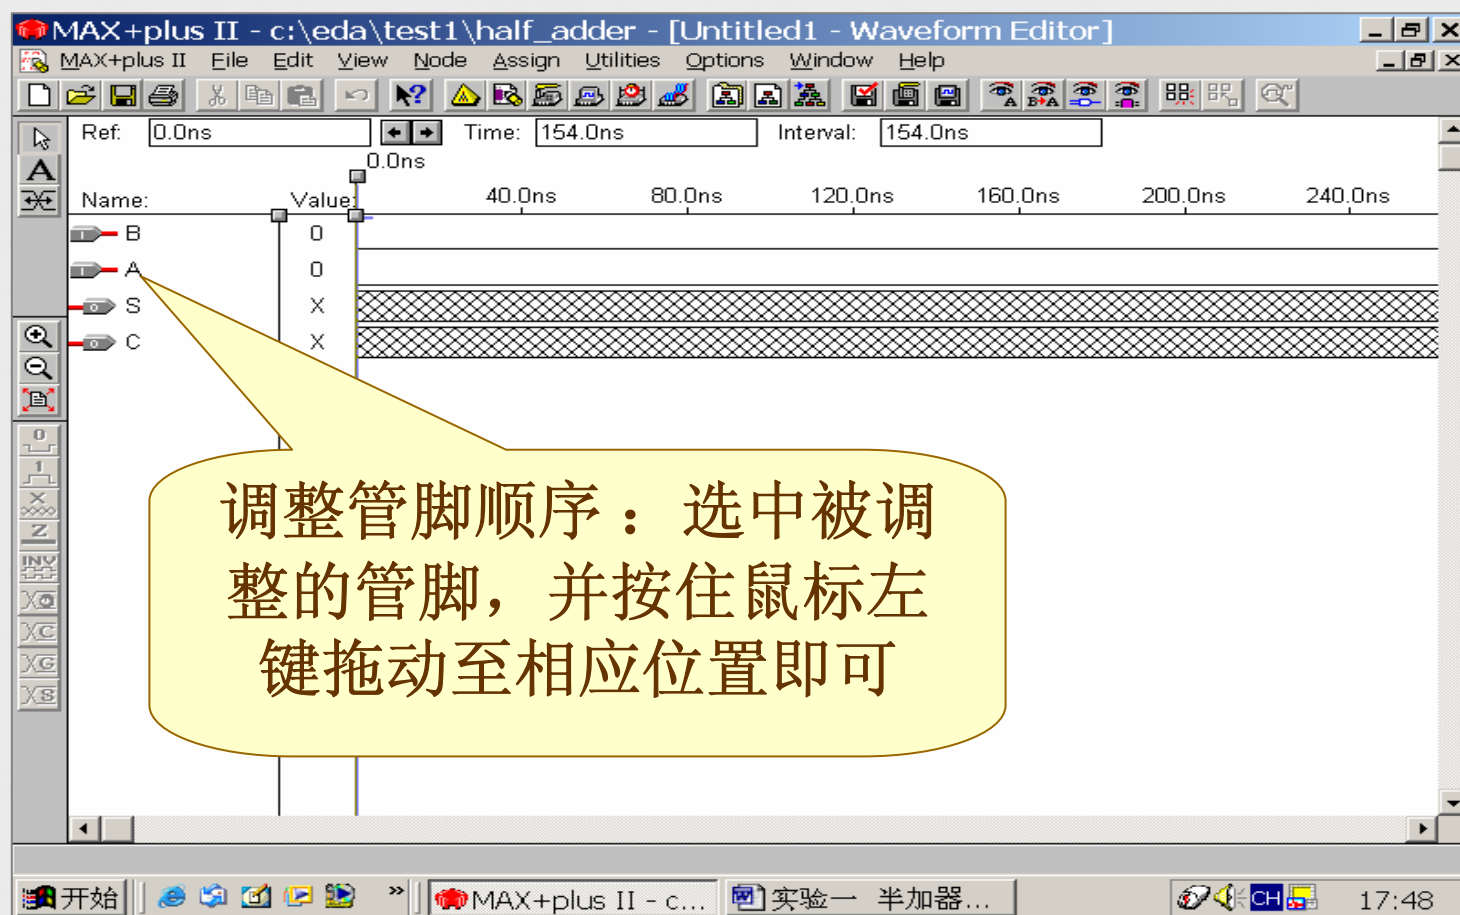 MAX+plus II - c:\eda\test1\half_adder - [Untitled1 - Waveform Editor]
MAX+plus II File Edit View Node Assign Utilities Options Window Help
Ref: 0.0ns Time: 154.0ns Interval: 154.0ns
0.0ns
Name: Value: 40.0ns 80.0ns 120.0ns 160.0ns 200.0ns 240.0ns
B 0
A 0
S X
C X
调整管脚顺序：选中被调
整的管脚，并按住鼠标左
键拖动至相应位置即可
开始 MAX+plus II - c... 实验一 半加器... CH 17:48